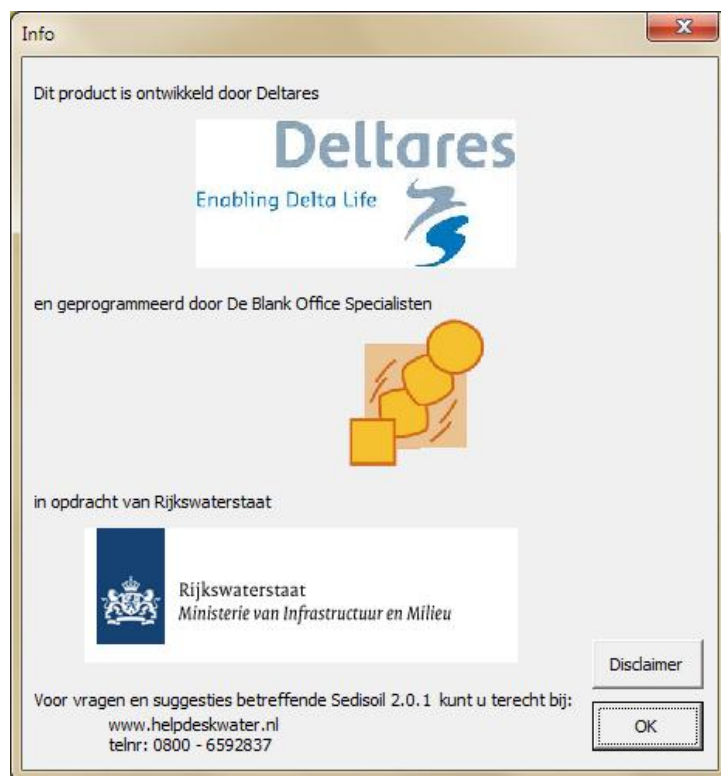 Info
Dit product is ontwikkeld door Deltares
Deltares
Enabling Delta Life
en geprogrammeerd door De Blank Office Specialisten
in opdracht van Rijkswaterstaat
Rijkswaterstaat
Ministerie van Infrastructuur en Milieu
Disclaimer
Voor vragen en suggesties betreffende Sedisoil 2.0.1 kunt u terecht bij:
www.helpdeskwater.nl
telnr: 0800 - 6592837
OK